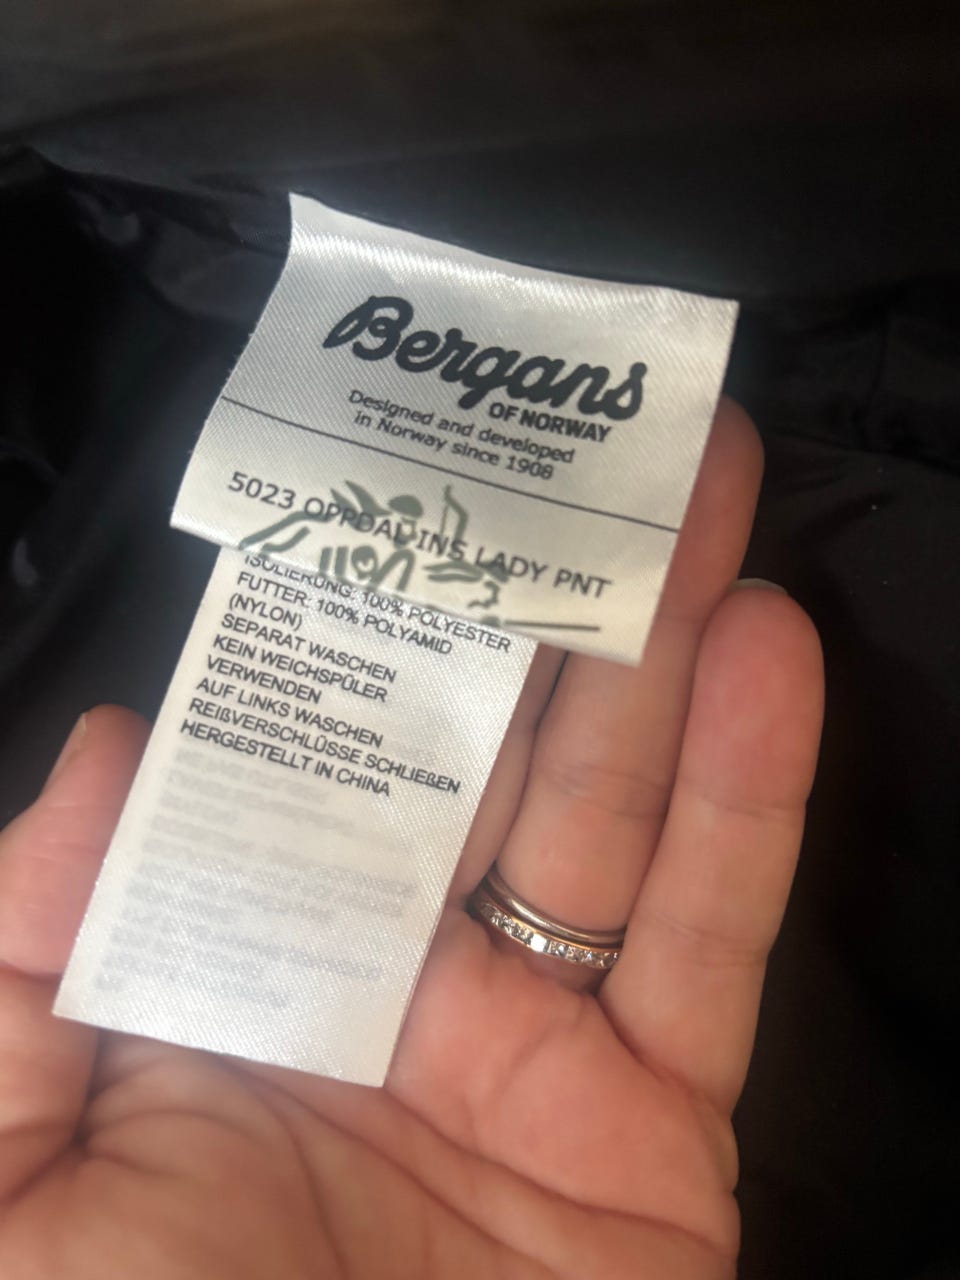 Bergans
OF NORWAY
Designed and developed
in Norway since 1908
5023 OPPDAL INS LADY PNT
ISOLIERUNG: 100% POLYESTER
FUTTER: 100% POLYAMID
(NYLON)
SEPARAT WASCHEN
KEIN WEICHSPÜLER
VERWENDEN
AUF LINKS WASCHEN
REIßVERSCHLÜSSE SCHLIEßEN
HERGESTELLT IN CHINA